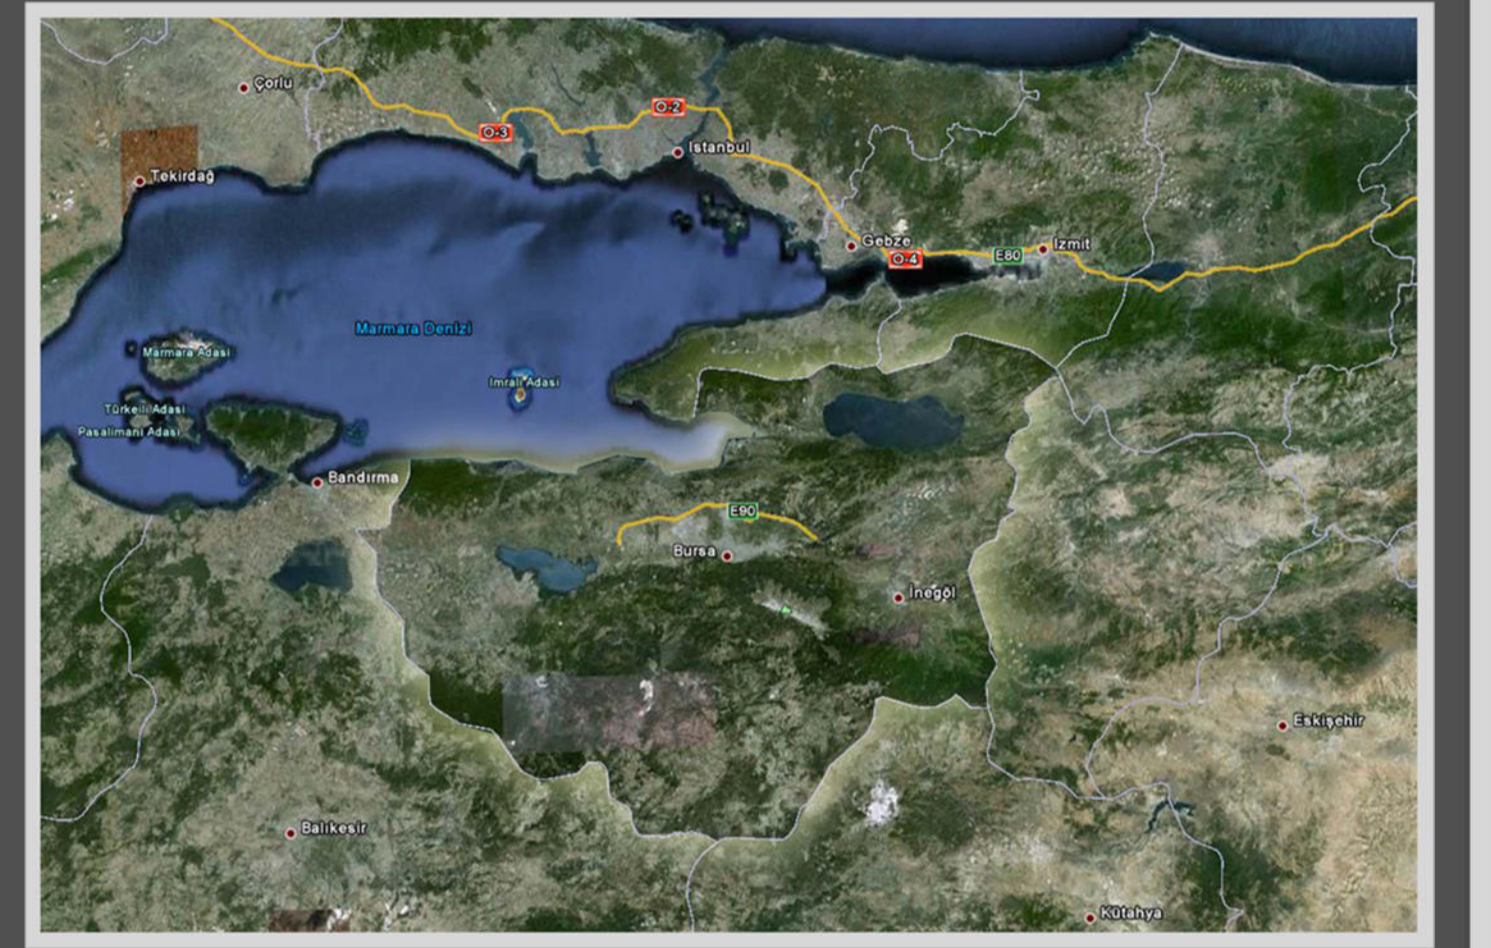 Çorlu
O-2
O-3
Istanbul
Tekirdağ
Gebze
Izmit
O-4
E80
Marmara Denizi
Marmara Adasi
Imrali Adasi
Türkeli Adasi
Pasalimani Adasi
Bandırma
E90
Bursa
İnegöl
Eskişehir
Balıkesir
Kütahya